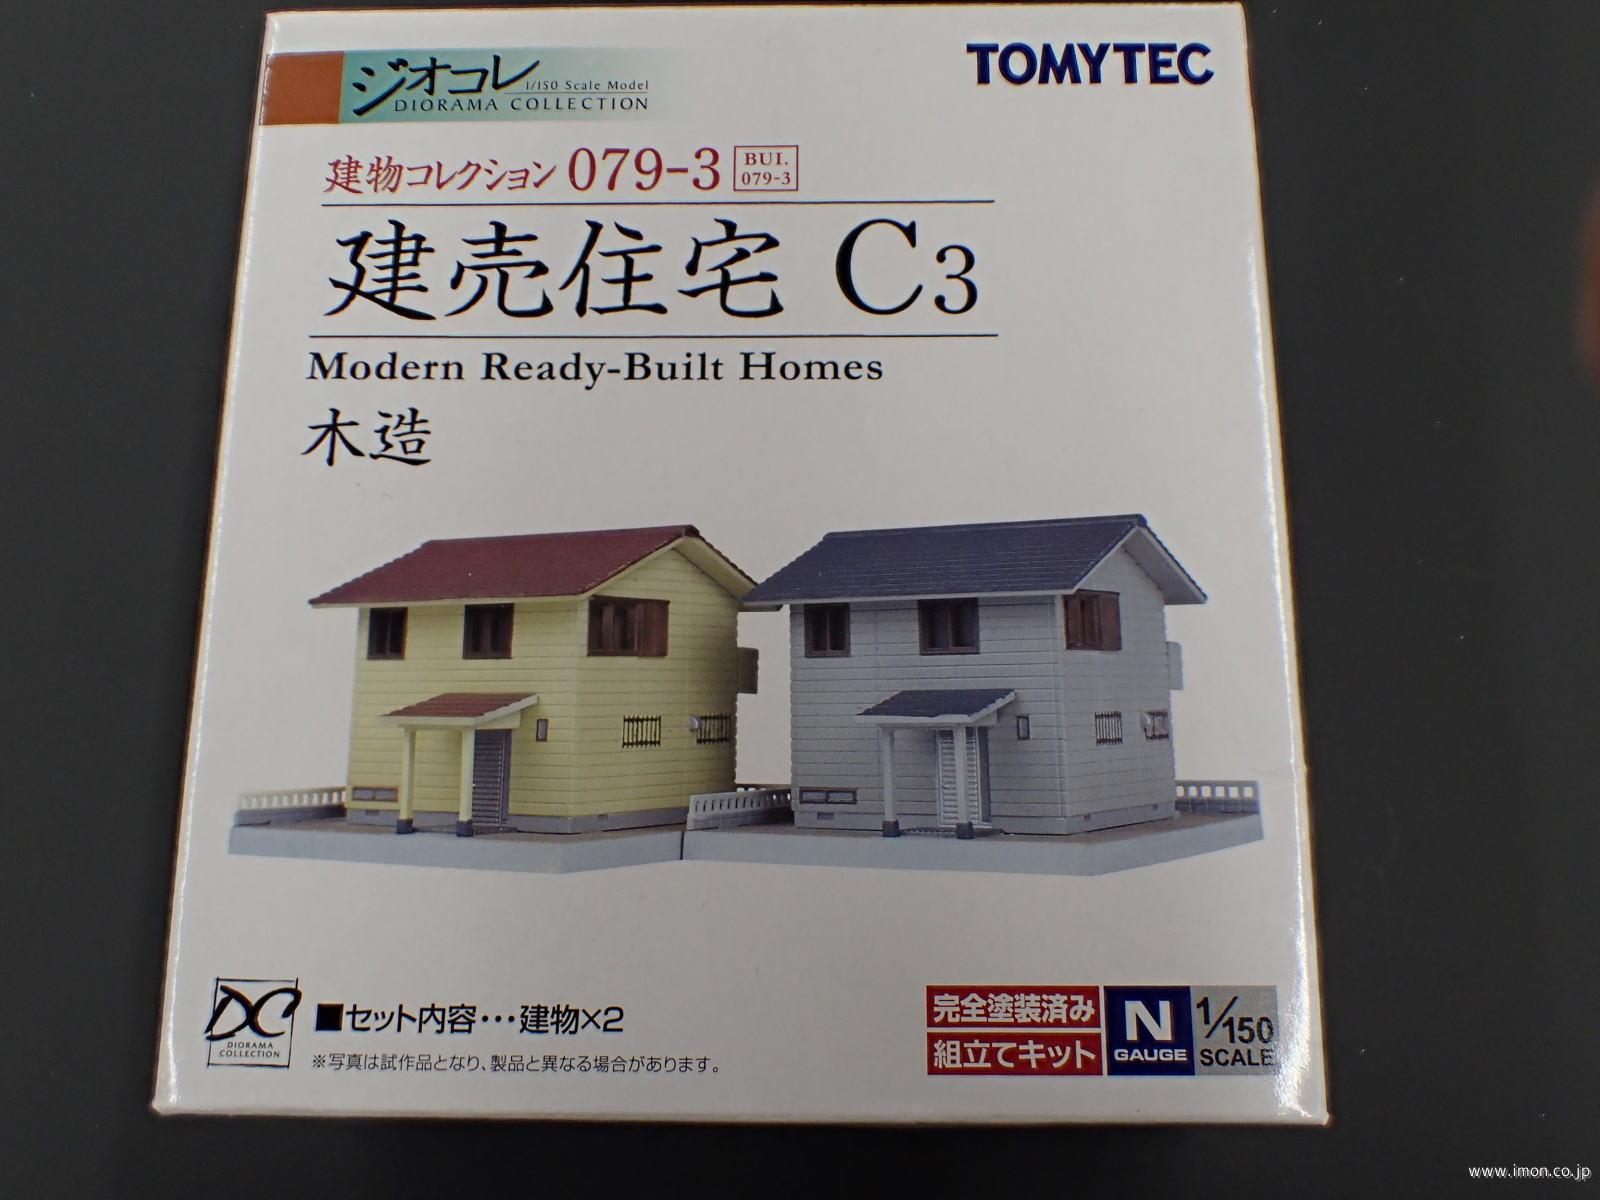 ジオコレ
1/150 Scale Model
DIORAMA COLLECTION
TOMYTEC
建物コレクション 079-3
BUI.
079-3
建売住宅 C3
Modern Ready-Built Homes
木造
DC
DIORAMA
COLLECTION
■セット内容･･･建物×2
※写真は試作品となり、製品と異なる場合があります。
完全塗装済み
組立てキット
N
GAUGE
1/150
SCALE
www.imon.co.jp